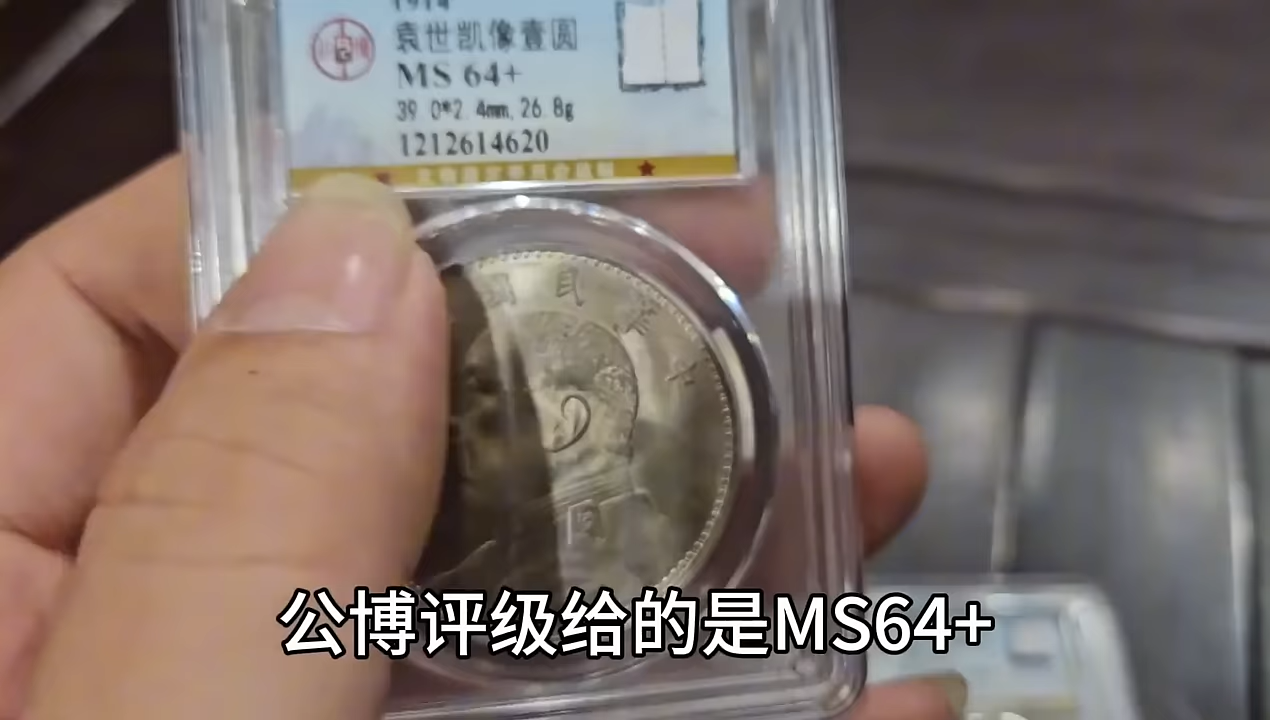 1914
袁世凯像壹圆
MS 64+
39.0*2.4mm,26.8g
1212614620
民
公博评级给的是MS64+